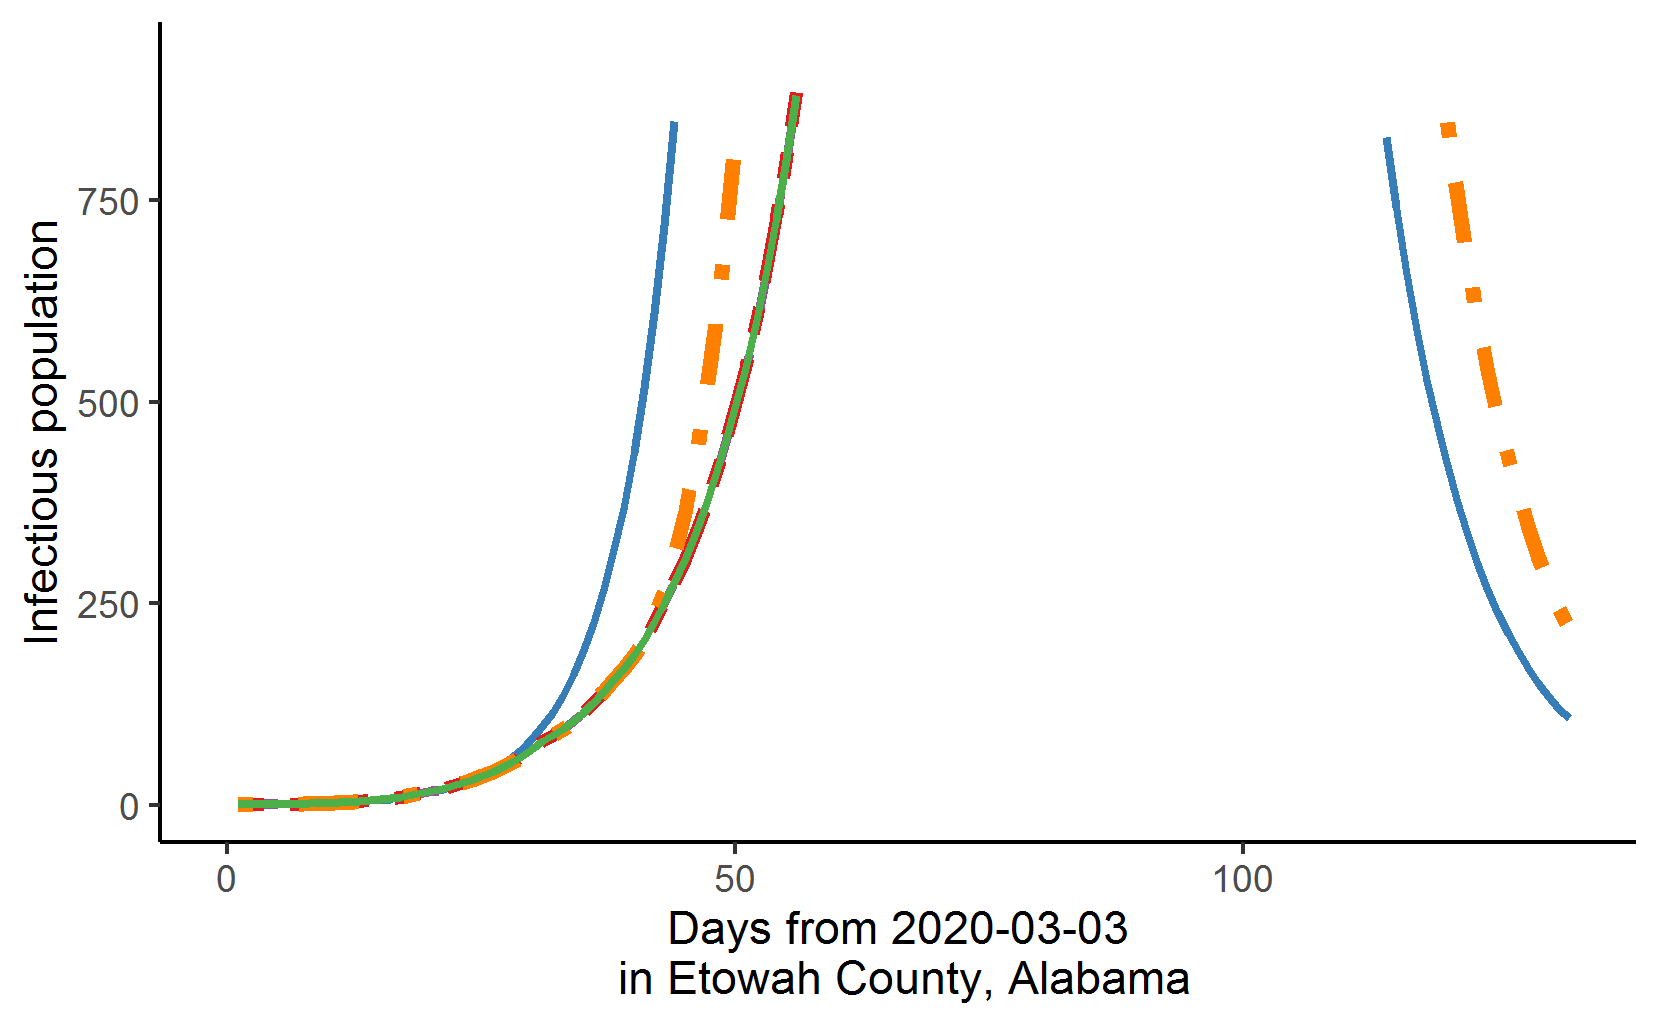 Infectious population
750
500
250
0
0
50
100
Days from 2020-03-03
in Etowah County, Alabama